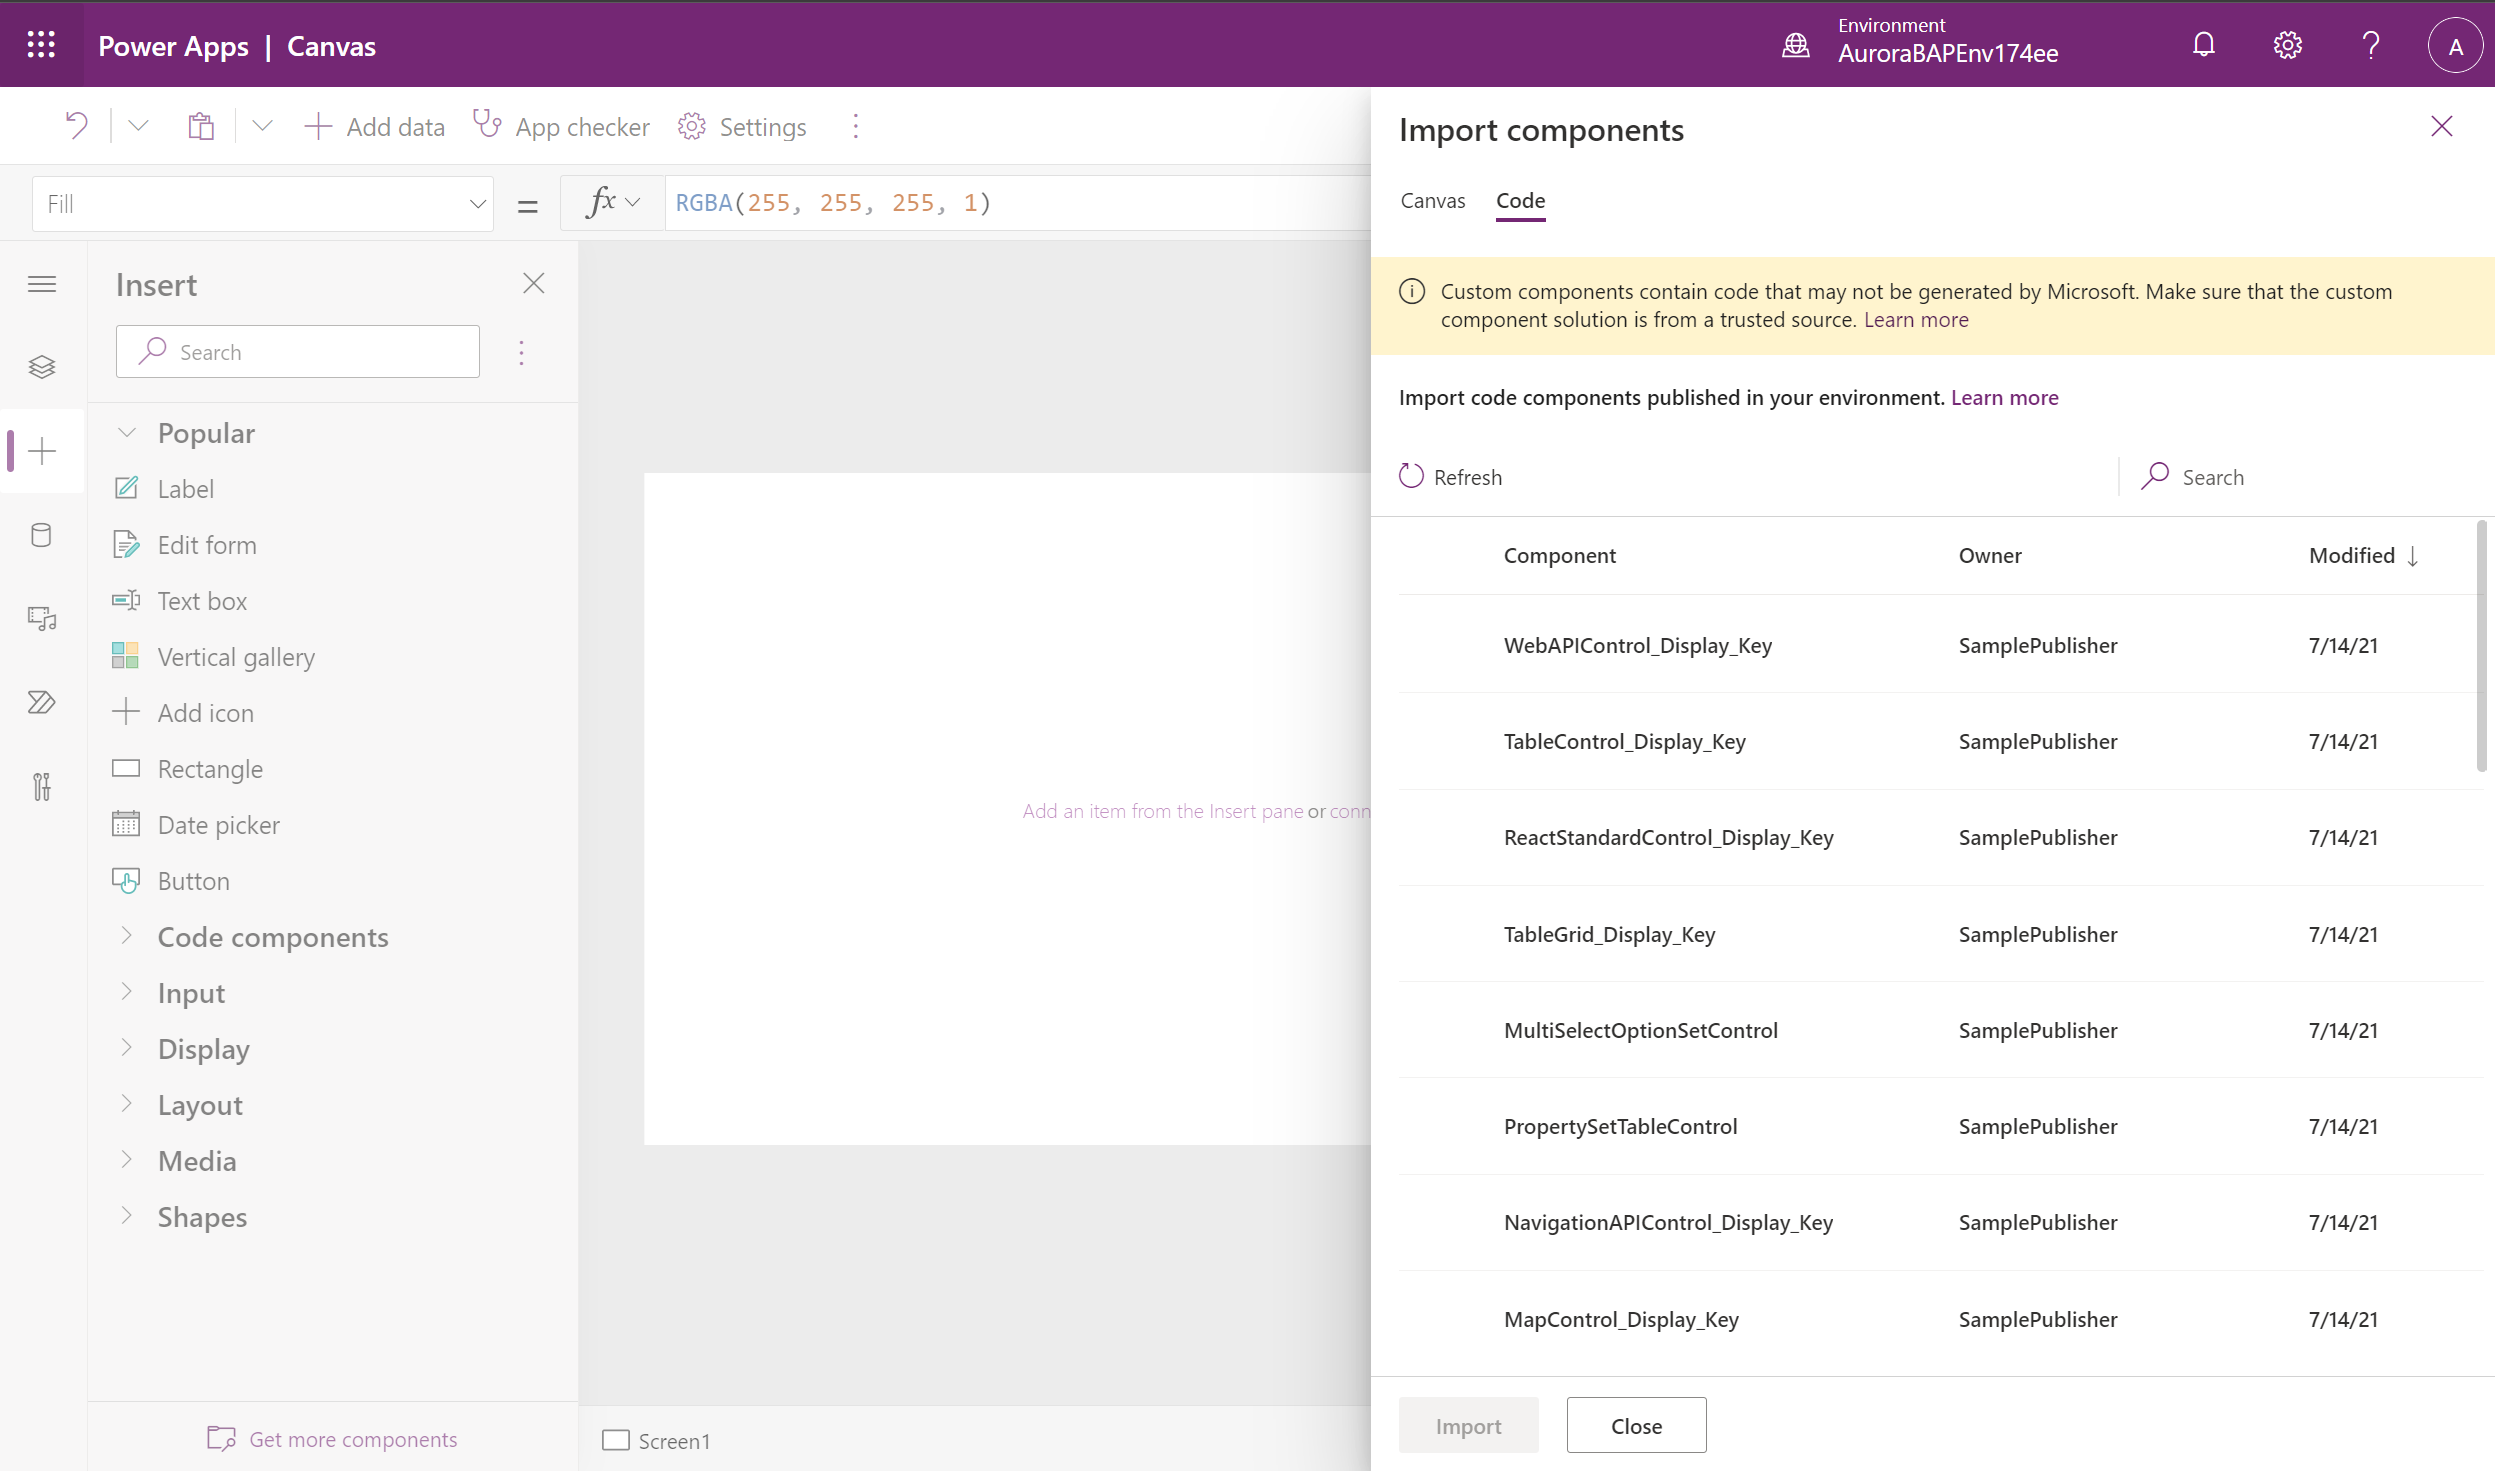 Power Apps | Canvas
Environment
AuroraBAPEnv174ee
A
Add data
App checker
Settings
Fill
=
fx
RGBA(255, 255, 255, 1)
Insert
Search
Popular
Label
Edit form
Text box
Vertical gallery
Add icon
Rectangle
Date picker
Button
Code components
Input
Display
Layout
Media
Shapes
Get more components
Add an item from the Insert pane or conn
Screen1
Import components
Canvas
Code
Custom components contain code that may not be generated by Microsoft. Make sure that the custom
component solution is from a trusted source. Learn more
Import code components published in your environment. Learn more
Refresh
Search
Component Owner Modified ↓
WebAPIControl_Display_Key SamplePublisher 7/14/21
TableControl_Display_Key SamplePublisher 7/14/21
ReactStandardControl_Display_Key SamplePublisher 7/14/21
TableGrid_Display_Key SamplePublisher 7/14/21
MultiSelectOptionSetControl SamplePublisher 7/14/21
PropertySetTableControl SamplePublisher 7/14/21
NavigationAPIControl_Display_Key SamplePublisher 7/14/21
MapControl_Display_Key SamplePublisher 7/14/21
Import
Close